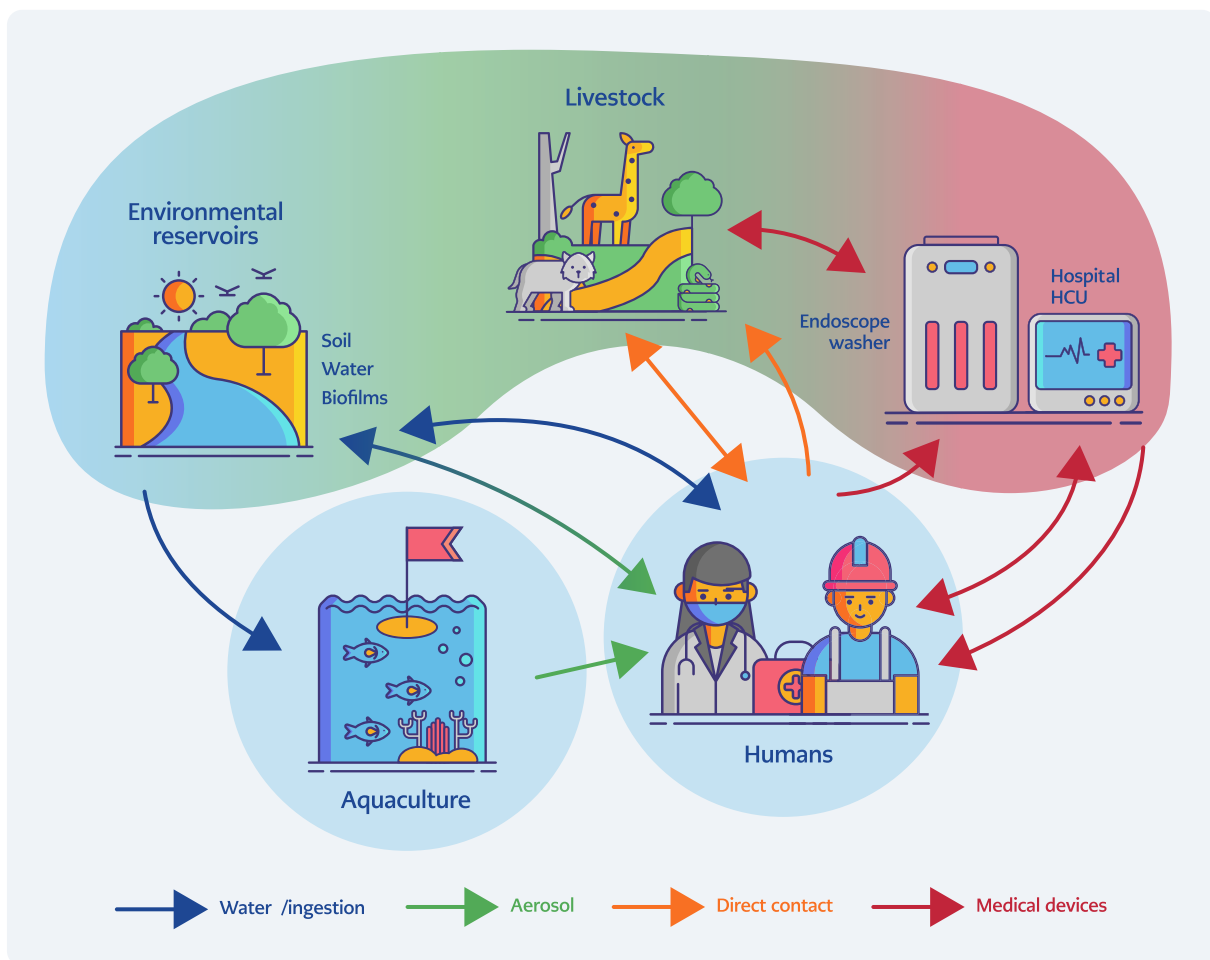 Livestock
Environmental
reservoirs
Soil
Water
Biofilms
Hospital
HCU
Endoscope
washer
Humans
Aquaculture
Water /ingestion
Aerosol
Direct contact
Medical devices